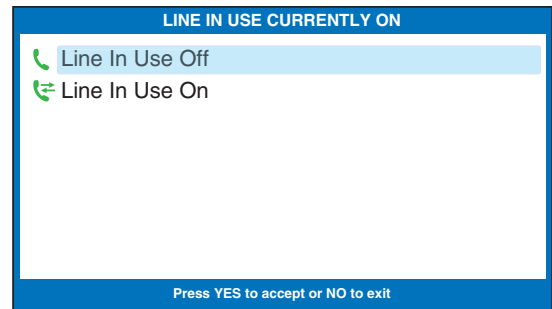 LINE IN USE CURRENTLY ON
Line In Use Off
Line In Use On
Press YES to accept or NO to exit